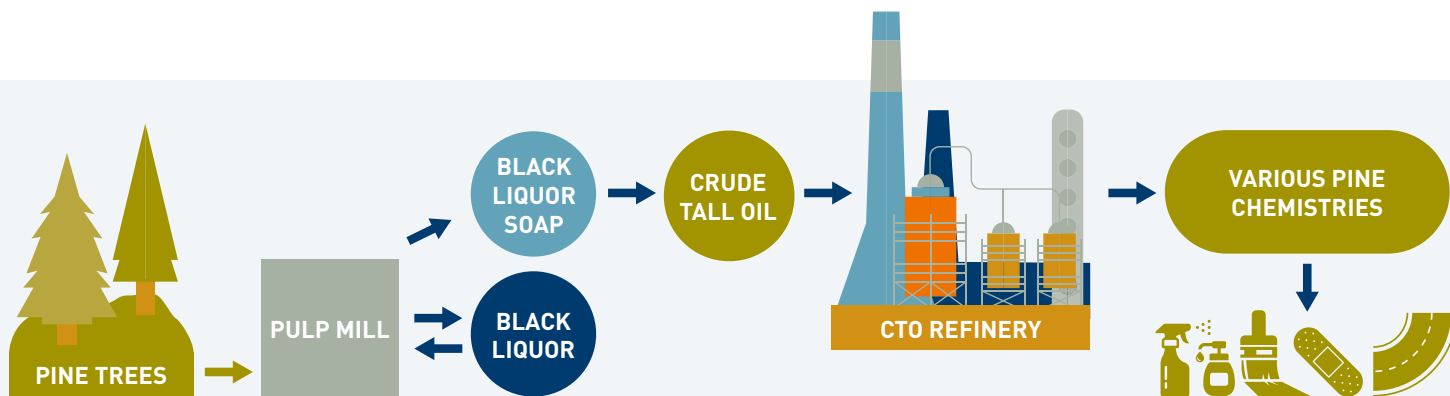 PINE TREES
PULP MILL
BLACK
LIQUOR
SOAP
BLACK
LIQUOR
CRUDE
TALL OIL
CTO REFINERY
VARIOUS PINE
CHEMISTRIES